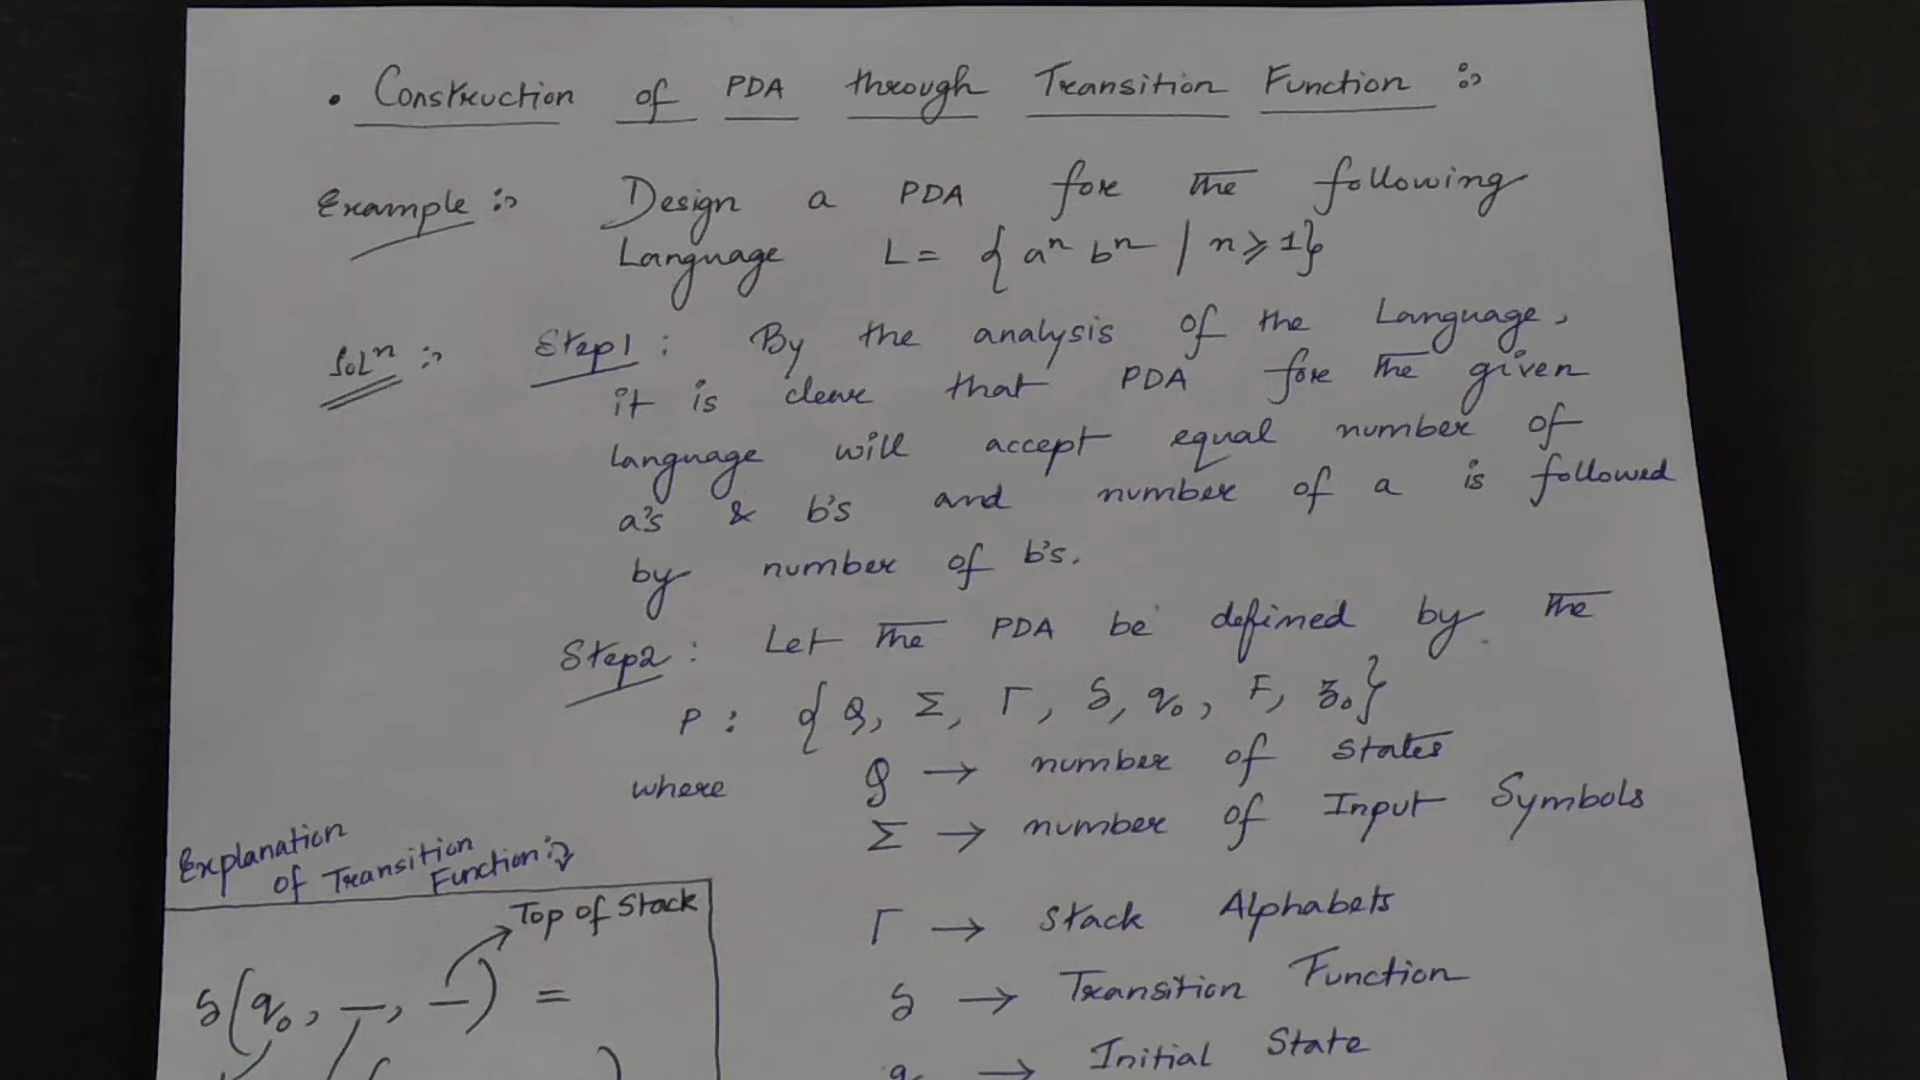 • Construction of PDA through Transition Function :-
Example :- Design a PDA for the following
Language L = { aⁿ bⁿ / n ≥ 1}
Solⁿ :- Step1 : By the analysis of the Language,
it is clear that PDA for the given
language will accept equal number of
a's & b's and number of a is followed
by number of b's.
Step2 : Let the PDA be defined by the
P : { Q, Σ, Γ, δ, q₀, F, z₀}
where Q → number of states
Σ → number of Input Symbols
Γ → Stack Alphabets
δ → Transition Function
q → Initial State
Explanation
of Transition
Function :-
Top of Stack
δ(q₀, _, _) =